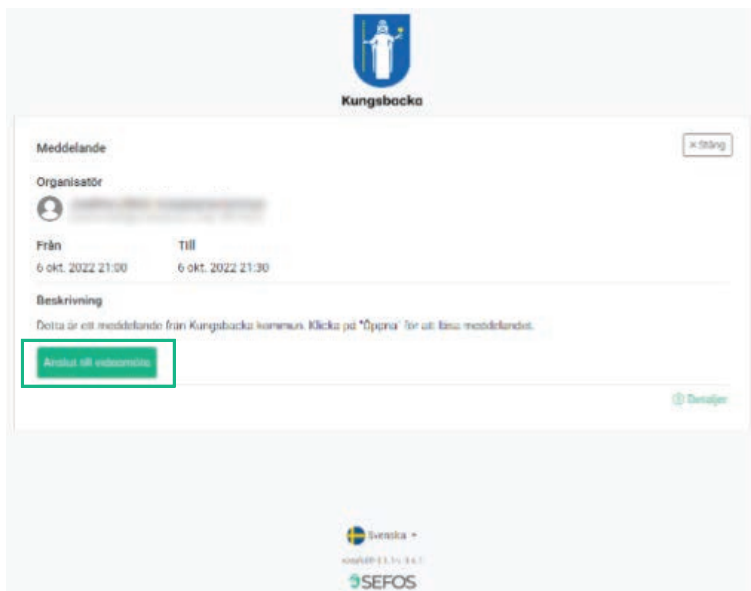 Kungsbacka
Meddelande
× Stäng
Organisatör
Från Till
6 okt. 2022 21:00 6 okt. 2022 21:30
Beskrivning
Detta är ett meddelande från Kungsbacka kommun. Klicka på "Öppna" för att läsa meddelandet.
Anslut till videomöte
Detaljer
Svenska
SEFOS